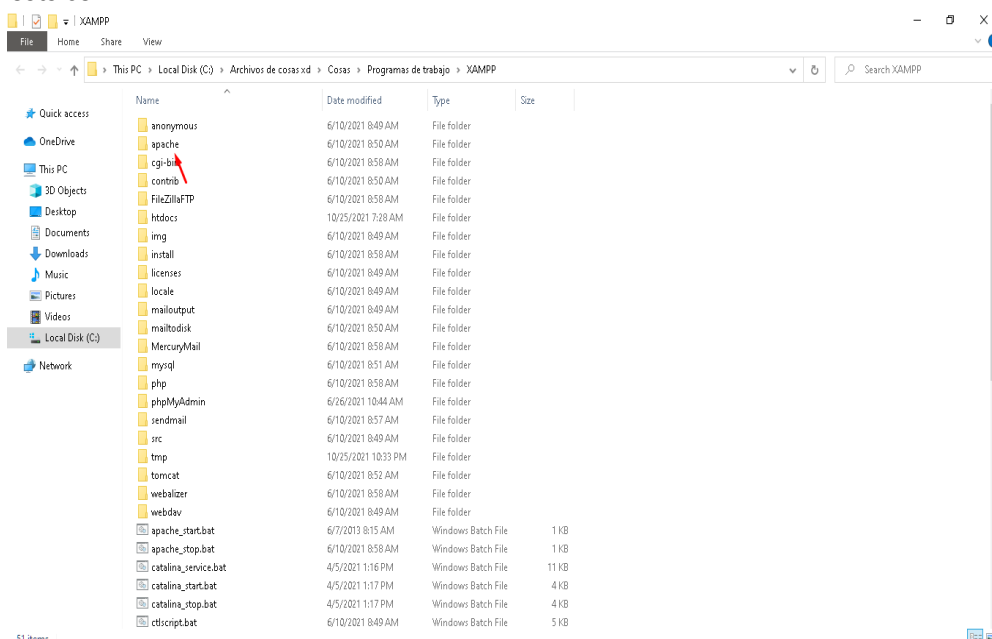 XAMPP
File Home Share View
This PC > Local Disk (C:) > Archivos de cosas xd > Cosas > Programas de trabajo > XAMPP
Search XAMPP
Name Date modified Type Size
Quick access
OneDrive
This PC
3D Objects
Desktop
Documents
Downloads
Music
Pictures
Videos
Local Disk (C:)
Network
anonymous 6/10/2021 8:49 AM File folder
apache 6/10/2021 8:50 AM File folder
cgi-bin 6/10/2021 8:58 AM File folder
contrib 6/10/2021 8:50 AM File folder
FileZillaFTP 6/10/2021 8:58 AM File folder
htdocs 10/25/2021 7:28 AM File folder
img 6/10/2021 8:49 AM File folder
install 6/10/2021 8:58 AM File folder
licenses 6/10/2021 8:49 AM File folder
locale 6/10/2021 8:49 AM File folder
mailoutput 6/10/2021 8:49 AM File folder
mailtodisk 6/10/2021 8:50 AM File folder
MercuryMail 6/10/2021 8:58 AM File folder
mysql 6/10/2021 8:51 AM File folder
php 6/10/2021 8:58 AM File folder
phpMyAdmin 6/26/2021 10:44 AM File folder
sendmail 6/10/2021 8:57 AM File folder
src 6/10/2021 8:49 AM File folder
tmp 10/25/2021 10:33 PM File folder
tomcat 6/10/2021 8:52 AM File folder
webalizer 6/10/2021 8:58 AM File folder
webdav 6/10/2021 8:49 AM File folder
apache_start.bat 6/7/2013 8:15 AM Windows Batch File 1 KB
apache_stop.bat 6/10/2021 8:58 AM Windows Batch File 1 KB
catalina_service.bat 4/5/2021 1:16 PM Windows Batch File 11 KB
catalina_start.bat 4/5/2021 1:17 PM Windows Batch File 4 KB
catalina_stop.bat 4/5/2021 1:17 PM Windows Batch File 4 KB
ctlscript.bat 6/10/2021 8:49 AM Windows Batch File 5 KB
51 items